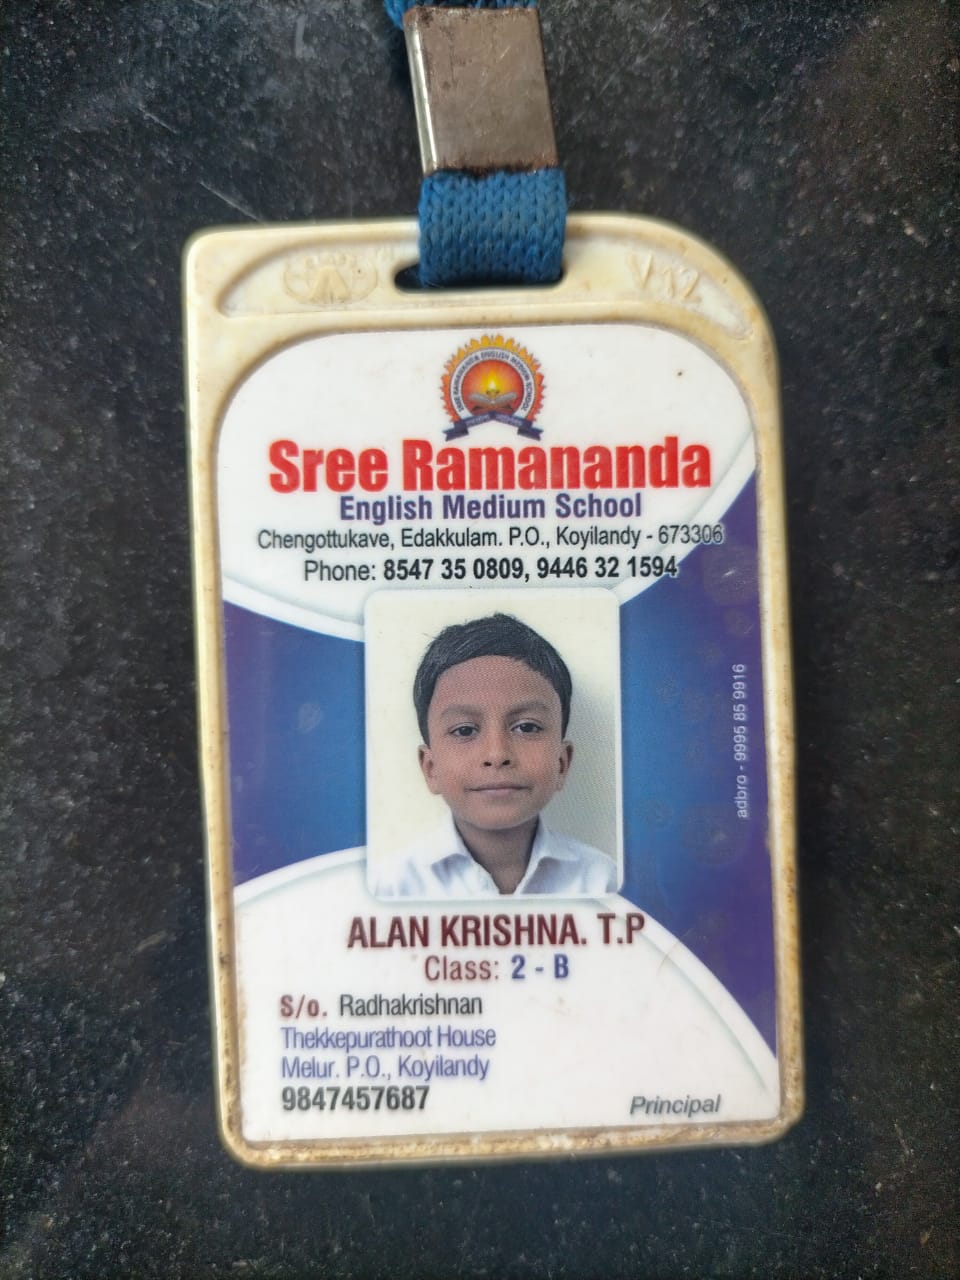 V-12
SREE RAMANANDA ENGLISH MEDIUM SCHOOL
Sree Ramananda
English Medium School
Chengottukave, Edakkulam. P.O., Koyilandy - 673306
Phone: 8547 35 0809, 9446 32 1594
adbro - 9995 85 9916
ALAN KRISHNA. T.P
Class: 2 - B
S/o. Radhakrishnan
Thekkepurathoot House
Melur. P.O., Koyilandy
9847457687
Principal